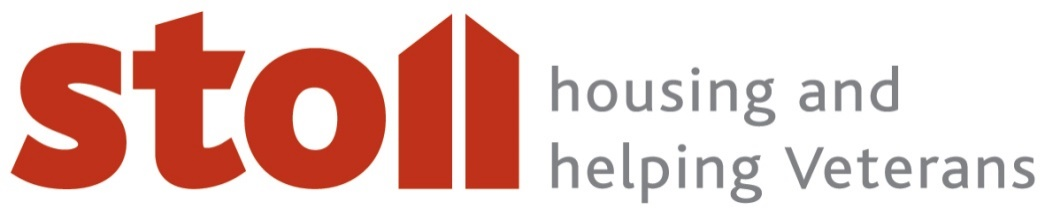 stoll
housing and
helping Veterans